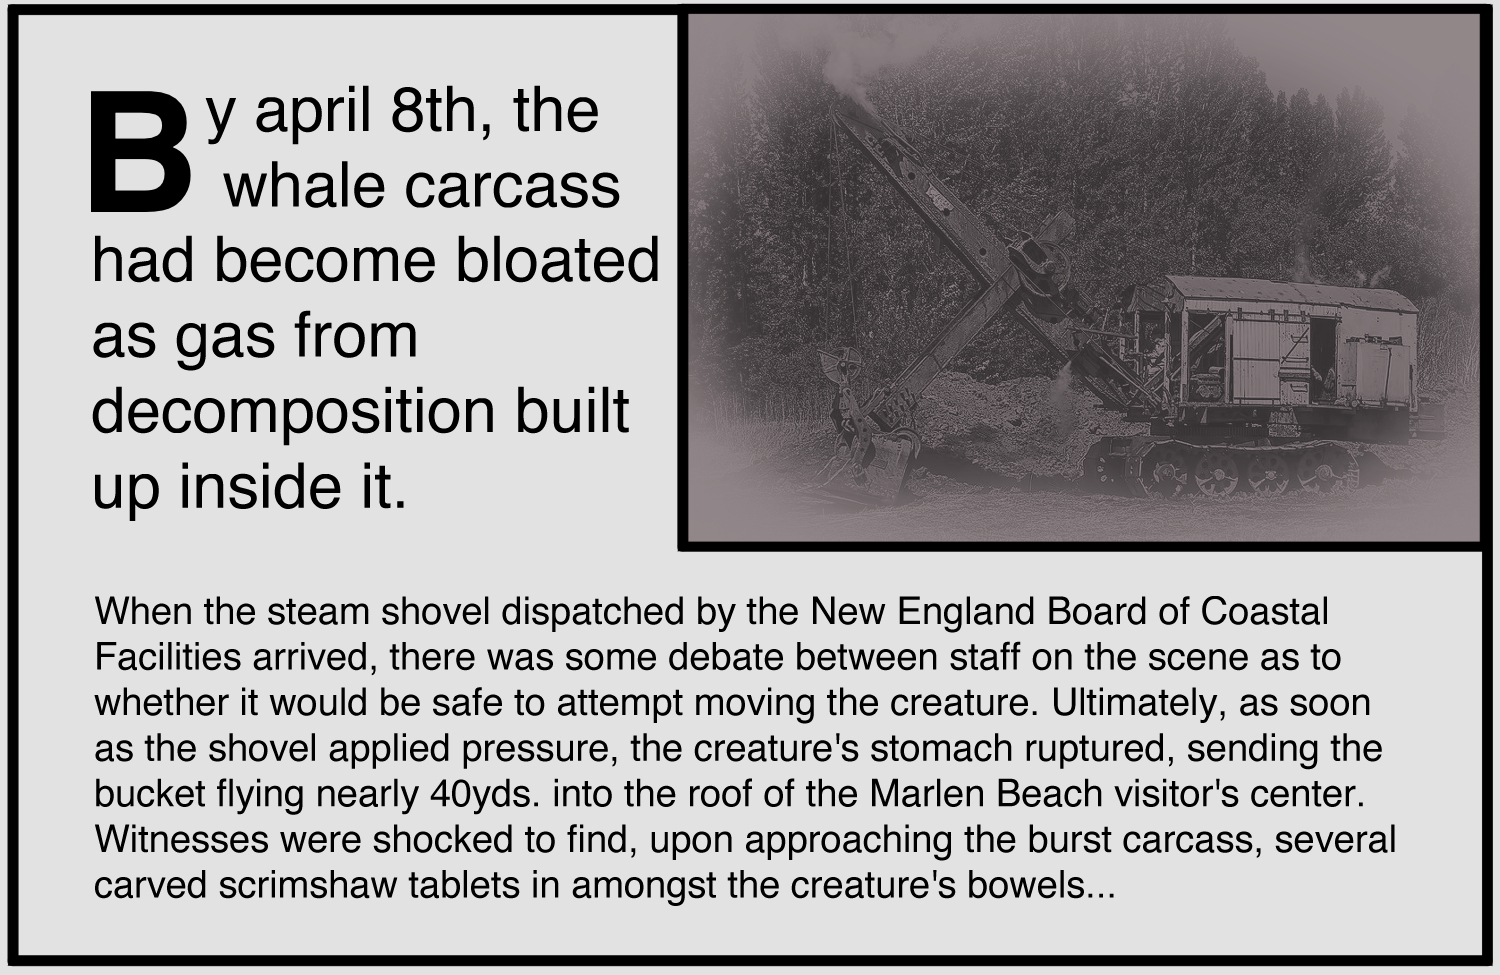 By april 8th, the
whale carcass
had become bloated
as gas from
decomposition built
up inside it.
When the steam shovel dispatched by the New England Board of Coastal
Facilities arrived, there was some debate between staff on the scene as to
whether it would be safe to attempt moving the creature. Ultimately, as soon
as the shovel applied pressure, the creature's stomach ruptured, sending the
bucket flying nearly 40yds. into the roof of the Marlen Beach visitor's center.
Witnesses were shocked to find, upon approaching the burst carcass, several
carved scrimshaw tablets in amongst the creature's bowels...